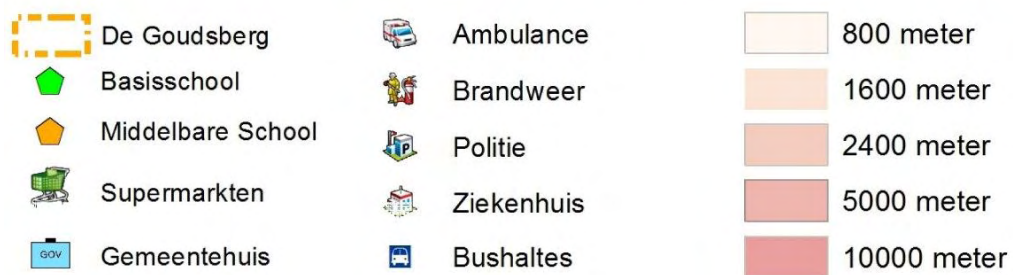 De Goudsberg
Basisschool
Middelbare School
Supermarkten
GOV
Gemeentehuis
Ambulance
Brandweer
P
Politie
Ziekenhuis
Bushaltes
800 meter
1600 meter
2400 meter
5000 meter
10000 meter